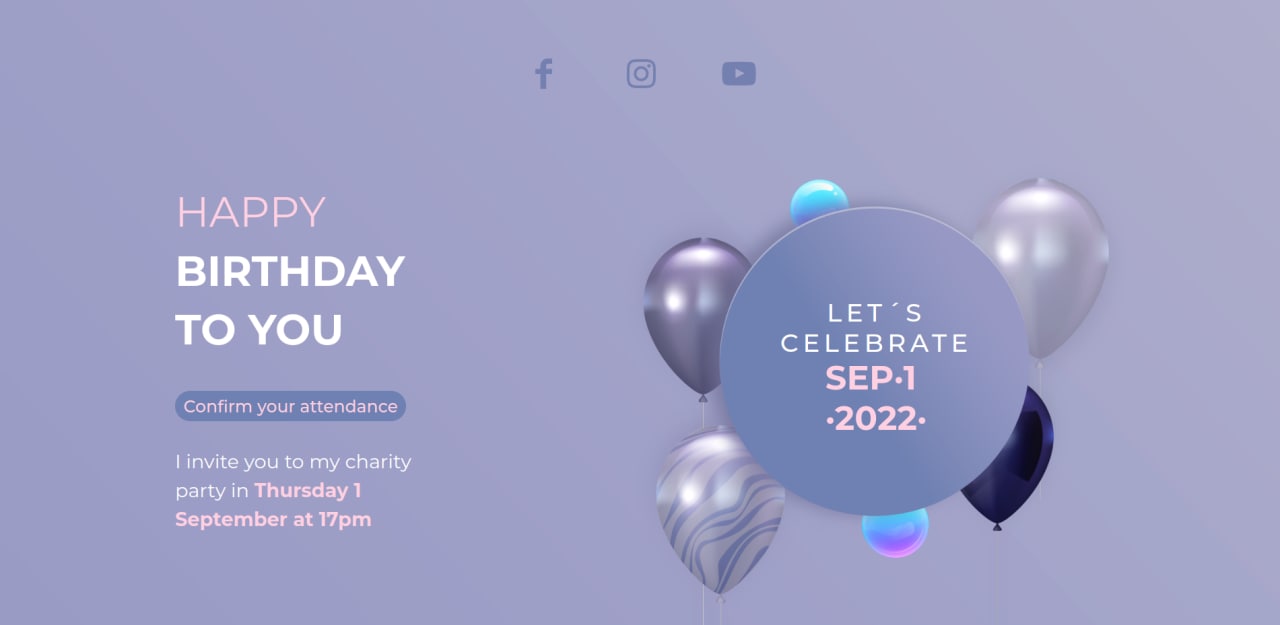 HAPPY
BIRTHDAY
TO YOU
Confirm your attendance
I invite you to my charity
party in Thursday 1
September at 17pm
LET´S
CELEBRATE
SEP·1
·2022·